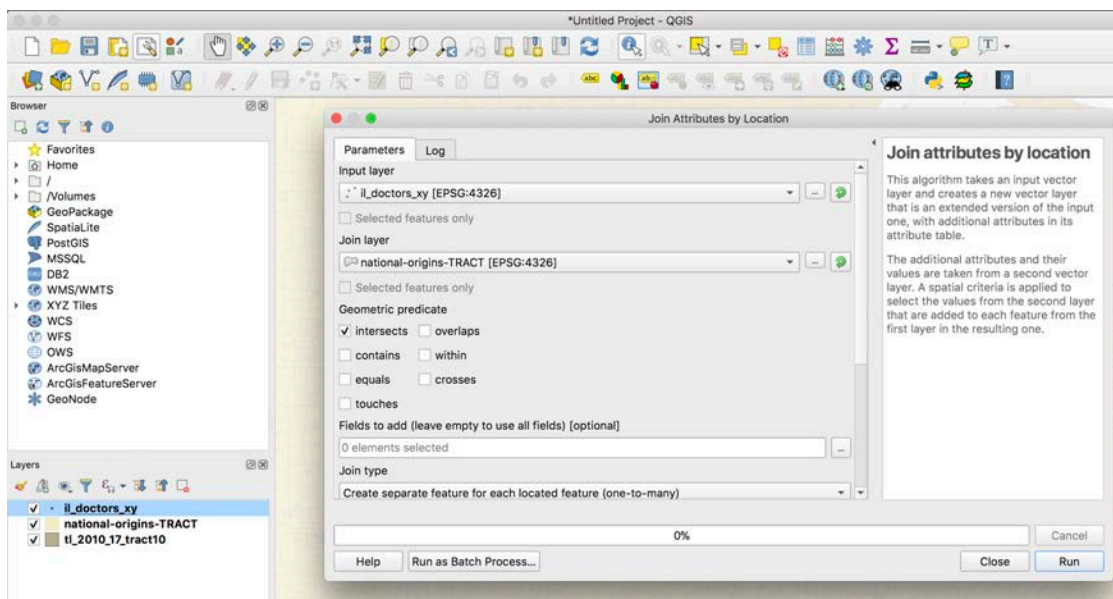 *Untitled Project - QGIS
Browser
Favorites
Home
/
/Volumes
GeoPackage
SpatiaLite
PostGIS
MSSQL
DB2
WMS/WMTS
XYZ Tiles
WCS
WFS
OWS
ArcGisMapServer
ArcGisFeatureServer
GeoNode
Layers
il_doctors_xy
national-origins-TRACT
tl_2010_17_tract10
Join Attributes by Location
Parameters Log
Input layer
il_doctors_xy [EPSG:4326]
Selected features only
Join layer
national-origins-TRACT [EPSG:4326]
Selected features only
Geometric predicate
intersects overlaps
contains within
equals crosses
touches
Fields to add (leave empty to use all fields) [optional]
0 elements selected
Join type
Create separate feature for each located feature (one-to-many)
0% Cancel
Help Run as Batch Process... Close Run
Join attributes by location
This algorithm takes an input vector
layer and creates a new vector layer
that is an extended version of the input
one, with additional attributes in its
attribute table.
The additional attributes and their
values are taken from a second vector
layer. A spatial criteria is applied to
select the values from the second layer
that are added to each feature from the
first layer in the resulting one.